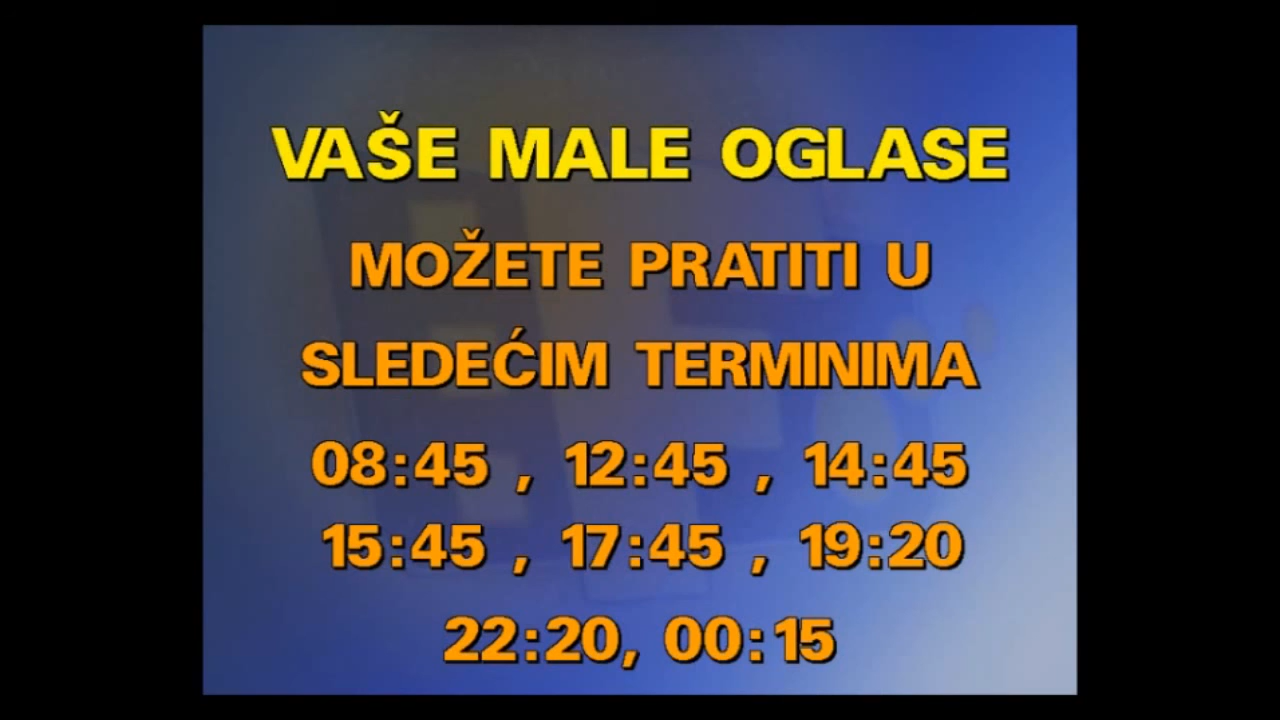 VAŠE MALE OGLASE
MOŽETE PRATITI U
SLEDEĆIM TERMINIMA
08:45 , 12:45 , 14:45
15:45 , 17:45 , 19:20
22:20, 00:15